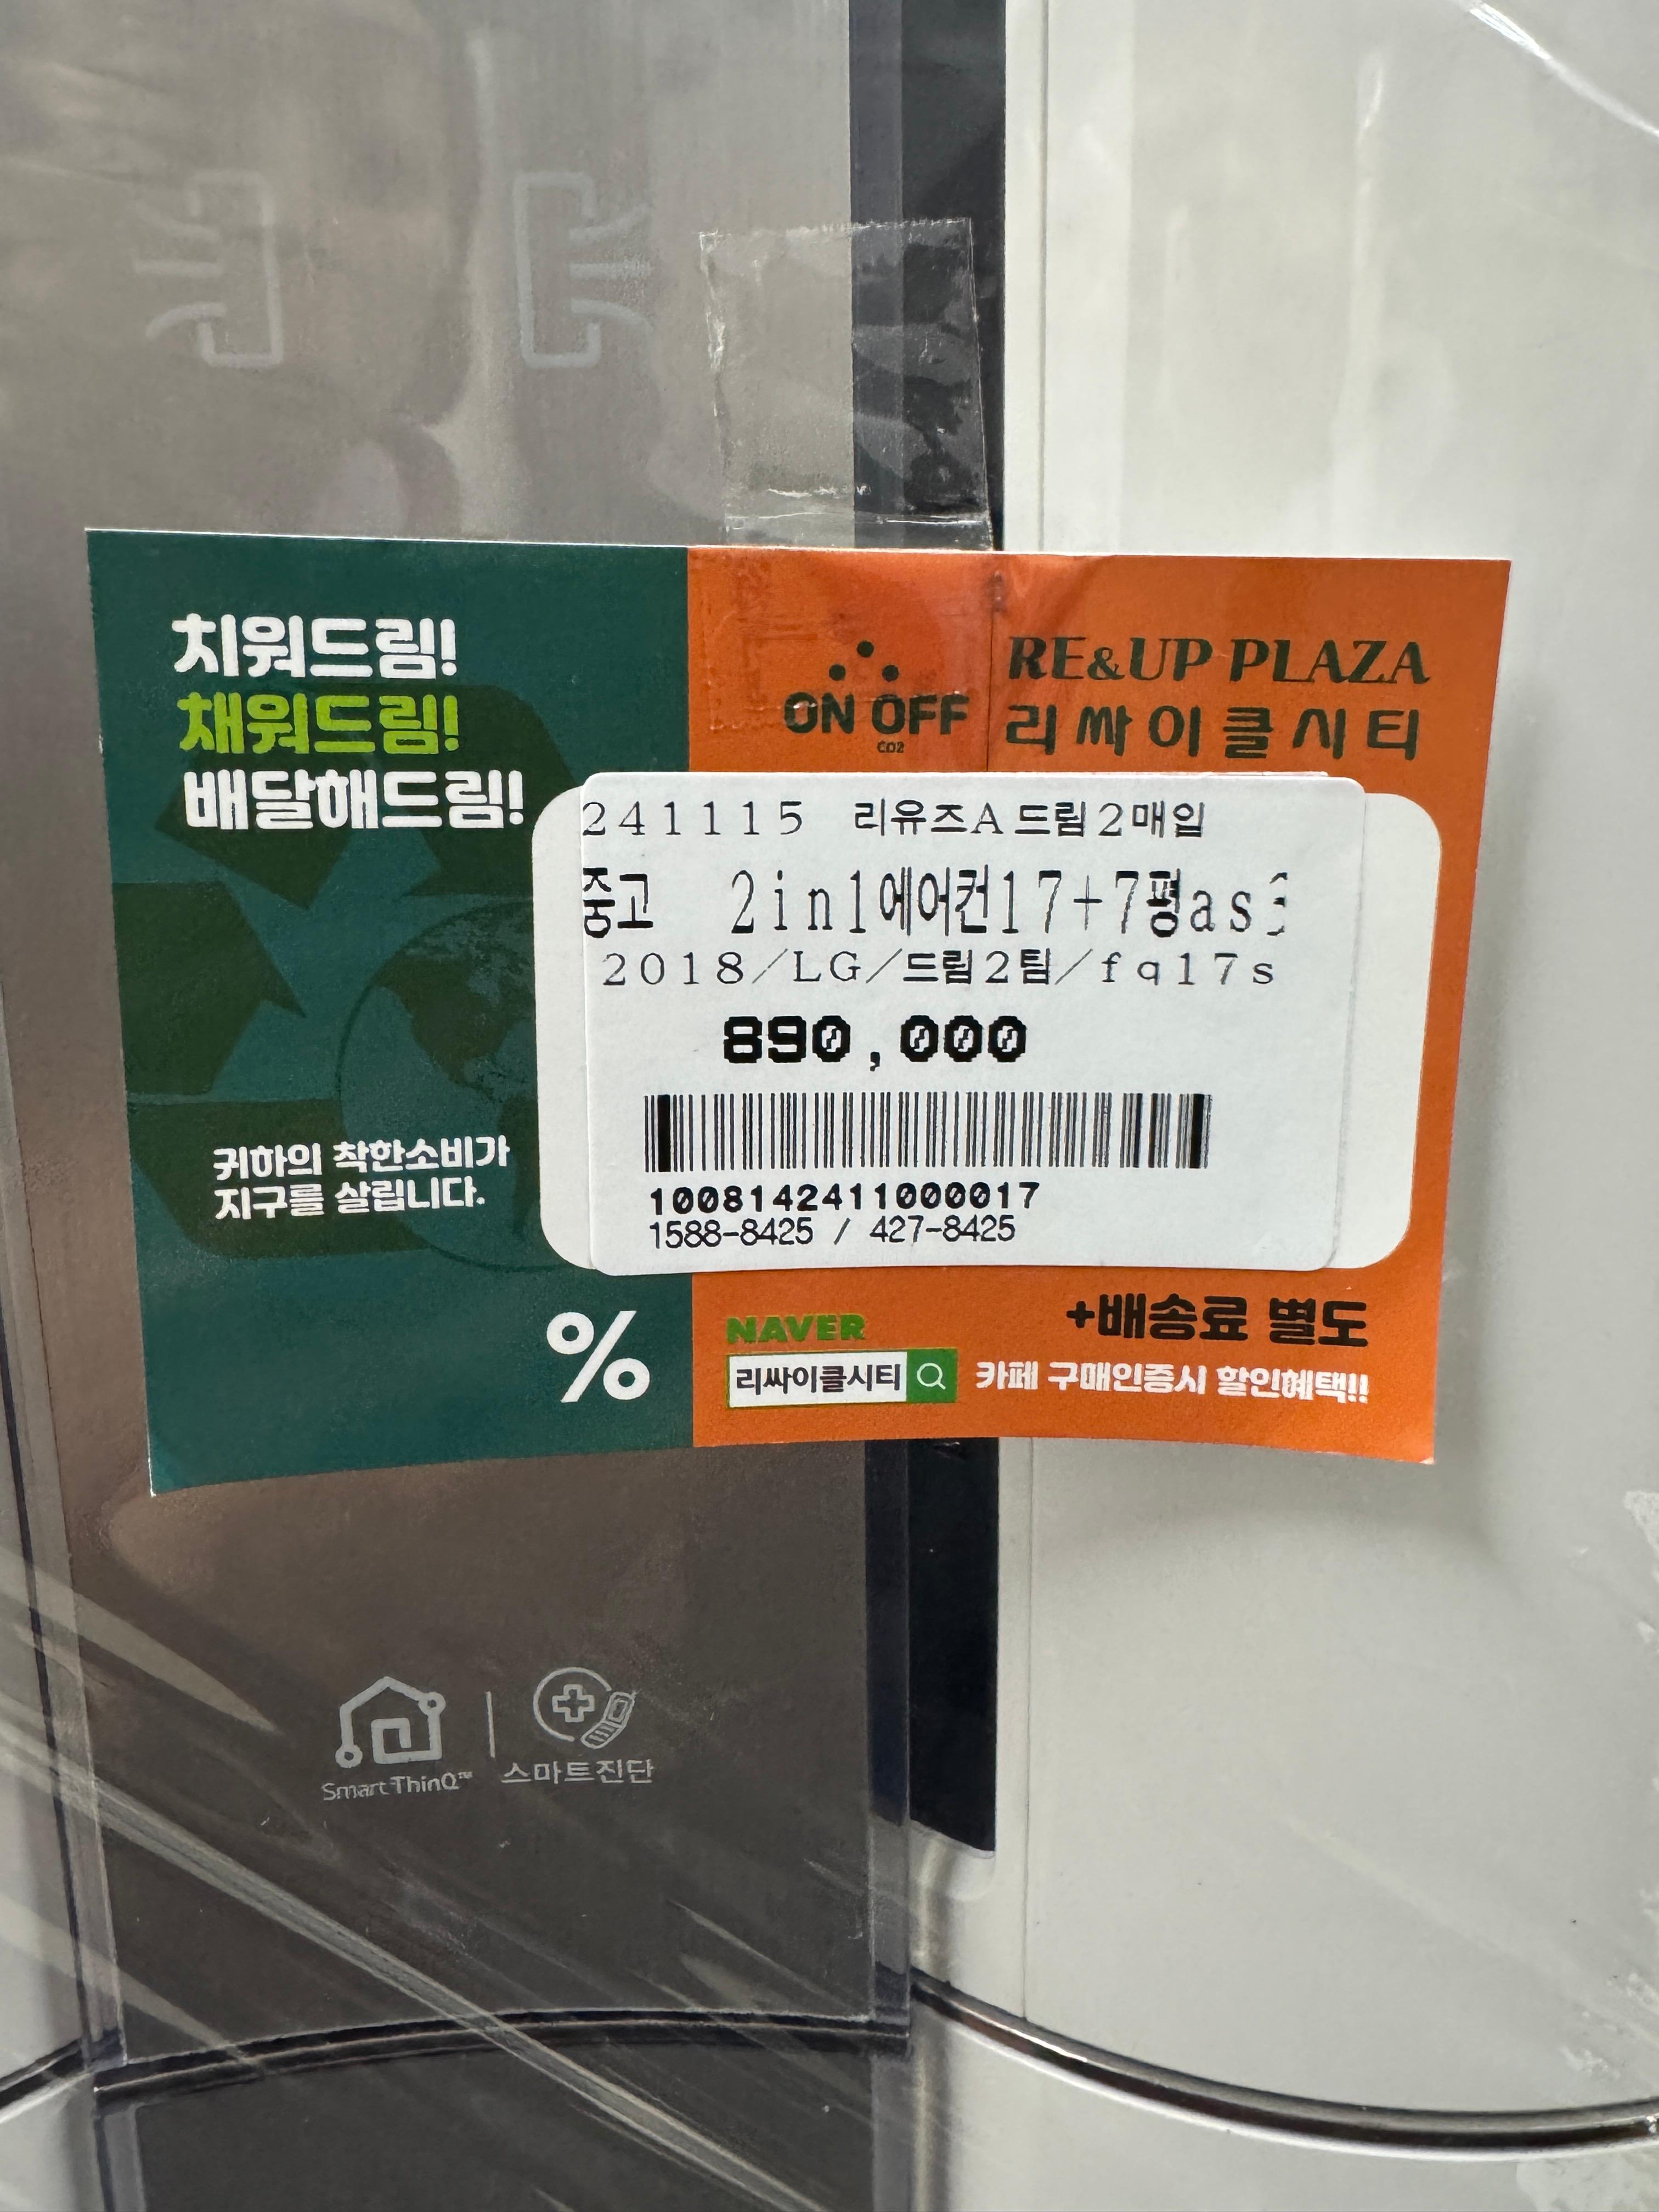 치워드림!
채워드림!
배달해드림!
귀하의 착한소비가
지구를 살립니다.
%
ON OFF
CO2
RE&UP PLAZA
리싸이클시티
241115 리유즈A드림2매입
중고 2in1에어컨17+7평as
2018/LG/드림2팀/fq17s
890,000
1008142411000017
1588-8425 / 427-8425
+배송료 별도
NAVER
리싸이클시티
카페 구매인증시 할인혜택!!
SmartThinQ™
스마트진단